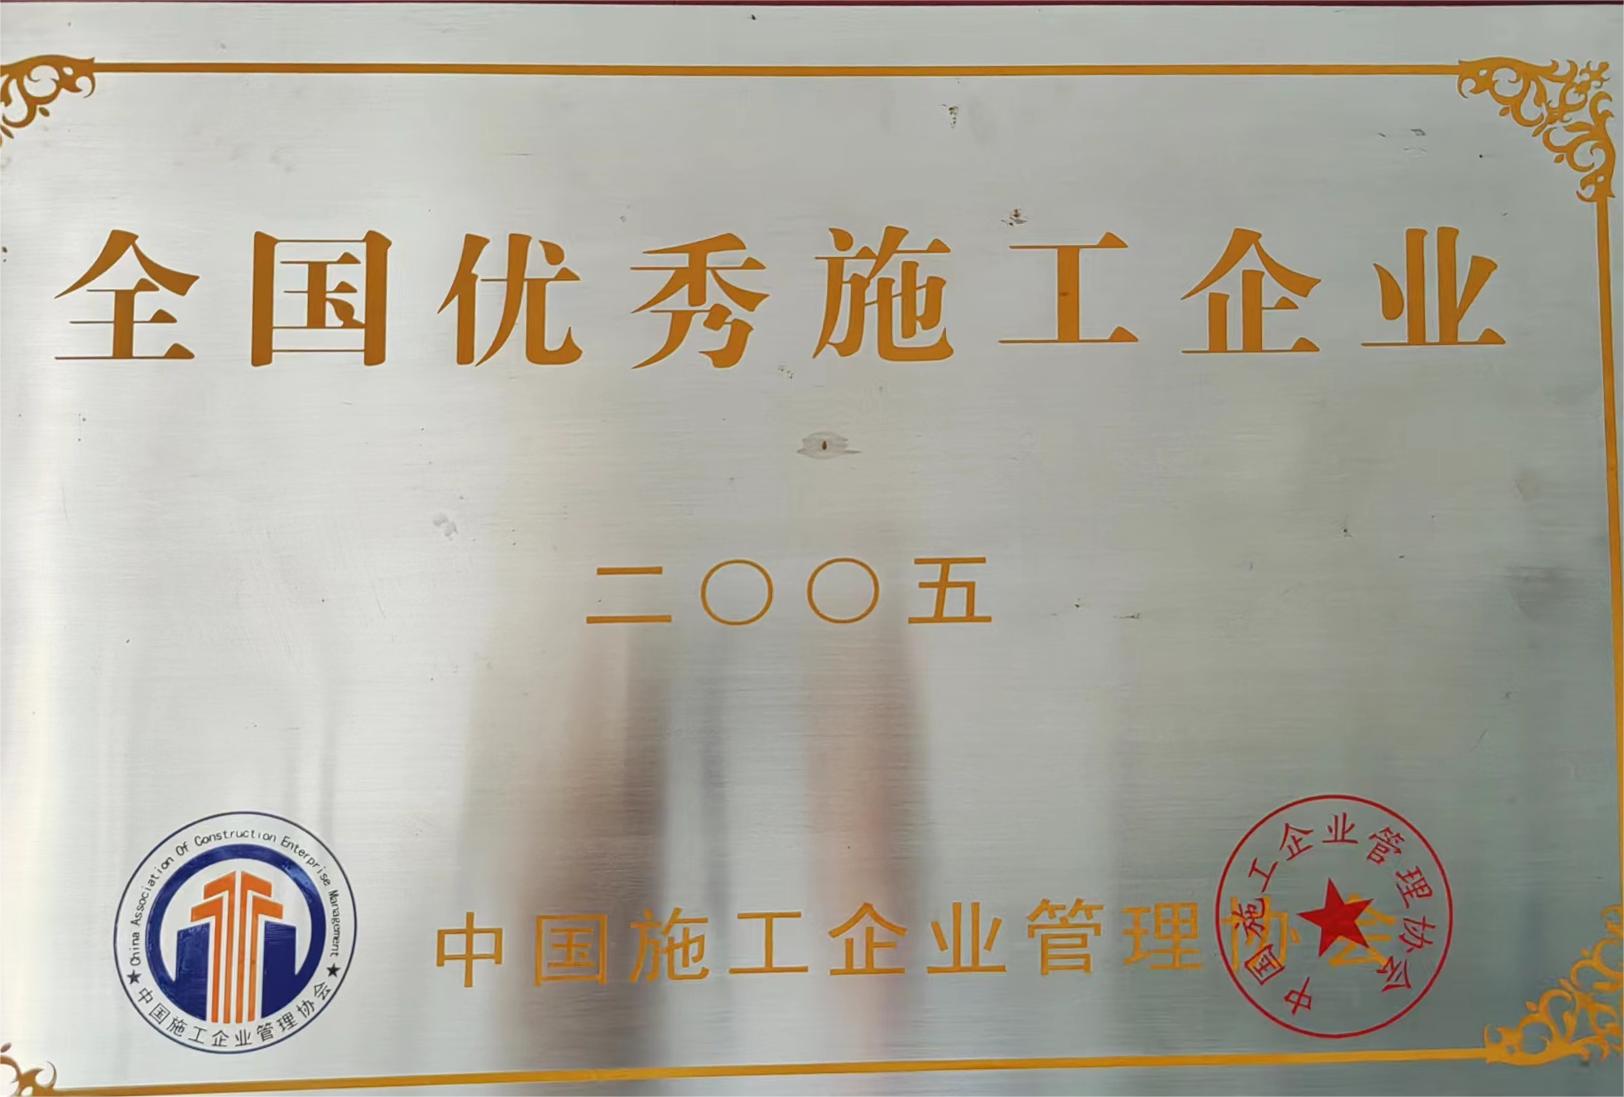 全国优秀施工企业
二〇〇五
China Association Of Construction Enterprise Management
中国施工企业管理协会
中国施工企业管理协会
中国施工企业管理协会